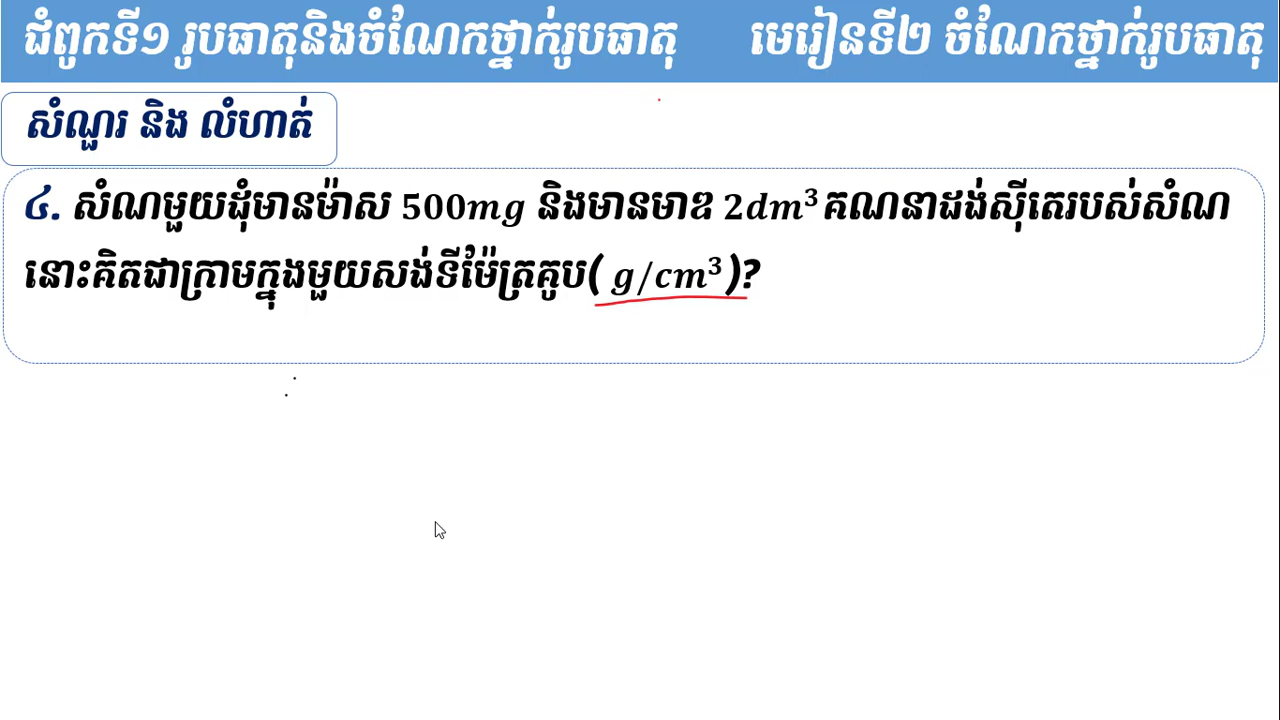 ជំពូកទី១ រូបធាតុនិងចំណែកថ្នាក់រូបធាតុ មេរៀនទី២ ចំណែកថ្នាក់រូបធាតុ
សំណួរ និង លំហាត់
៤. សំណមួយដុំមានម៉ាស 500mg និងមានមាឌ 2dm³ គណនាដង់ស៊ីតេរបស់សំណ
នោះគិតជាក្រាមក្នុងមួយសង់ទីម៉ែត្រគូប( g/cm³)?